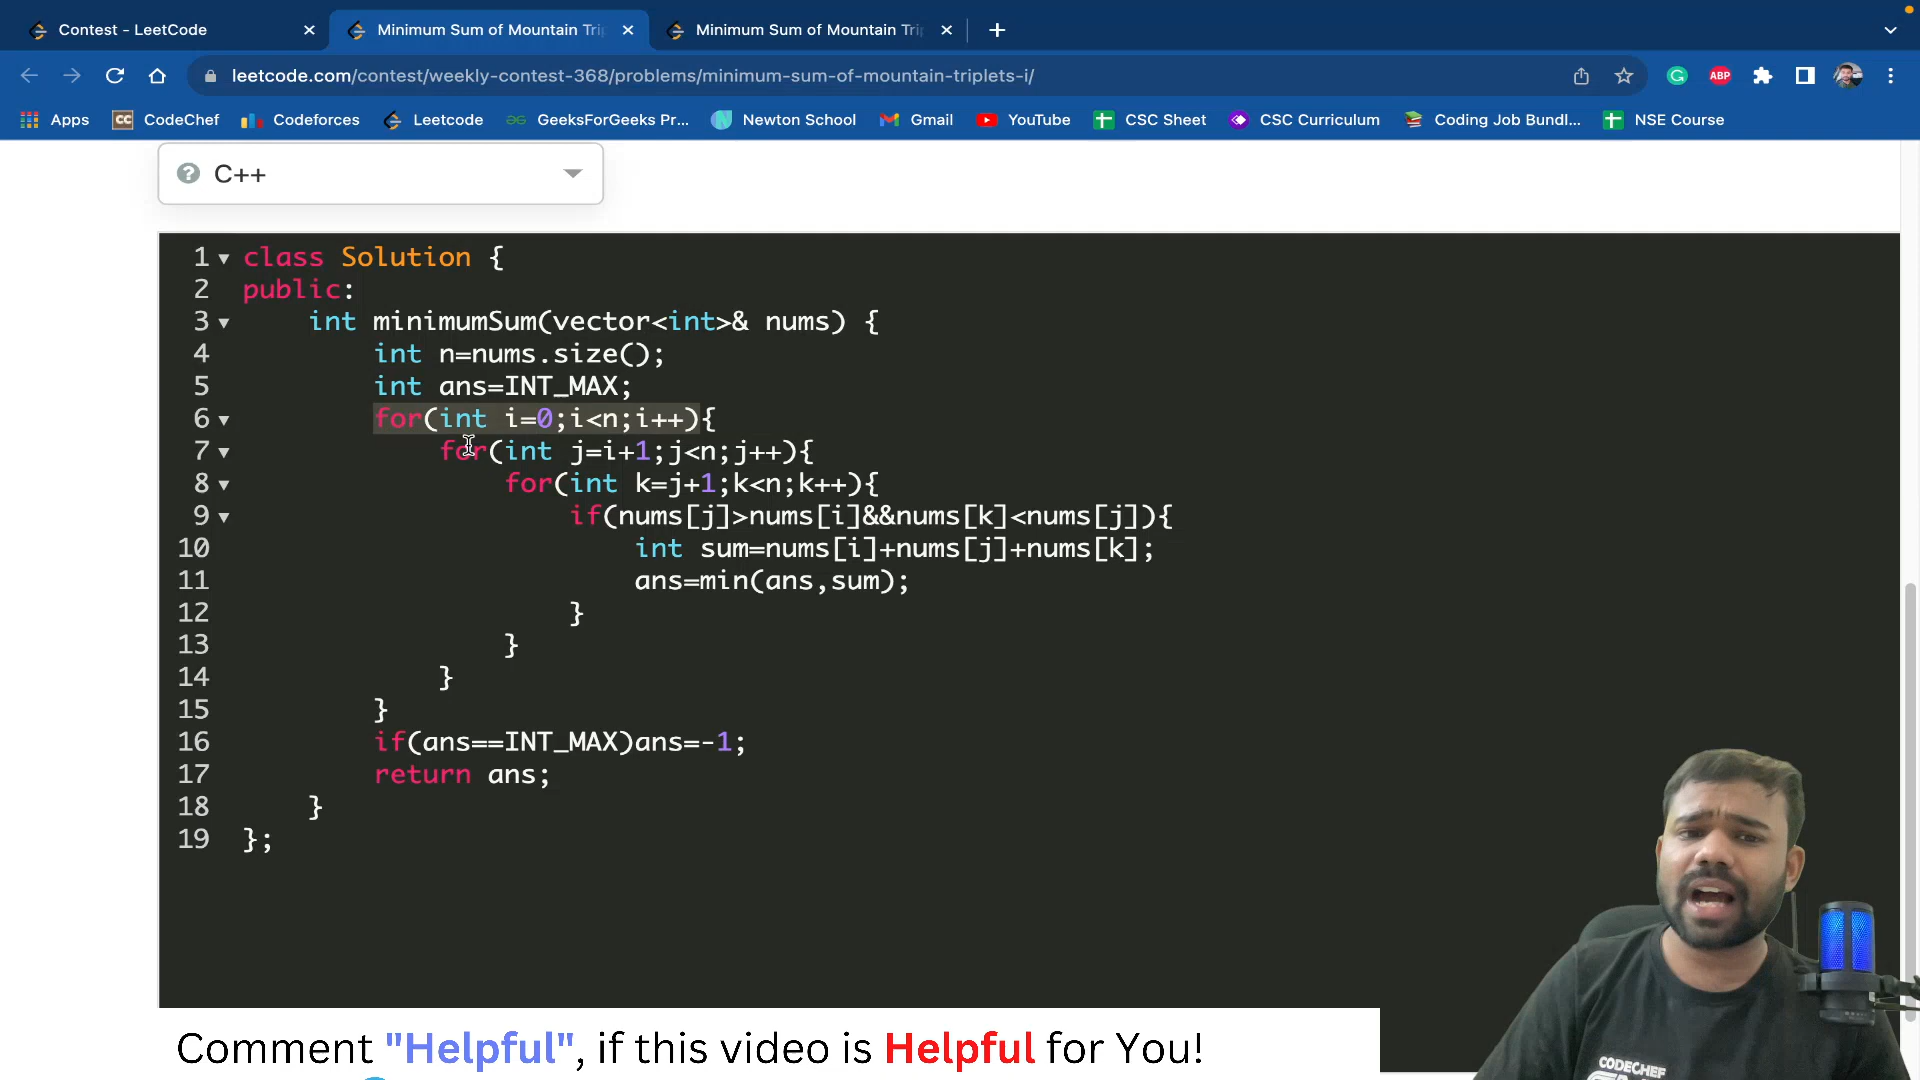 Contest - LeetCode
Minimum Sum of Mountain Trip
Minimum Sum of Mountain Tri
leetcode.com/contest/weekly-contest-368/problems/minimum-sum-of-mountain-triplets-i/
G
ABP
Apps
CC CodeChef
Codeforces
Leetcode
GeeksForGeeks Pr...
N Newton School
Gmail
YouTube
CSC Sheet
CSC Curriculum
Coding Job Bundl...
NSE Course
? C++
1 class Solution {
2 public:
3 int minimumSum(vector<int>& nums) {
4 int n=nums.size();
5 int ans=INT_MAX;
6 for(int i=0;i<n;i++){
7 for(int j=i+1;j<n;j++){
8 for(int k=j+1;k<n;k++){
9 if(nums[j]>nums[i]&&nums[k]<nums[j]){
10 int sum=nums[i]+nums[j]+nums[k];
11 ans=min(ans,sum);
12 }
13 }
14 }
15 }
16 if(ans==INT_MAX)ans=-1;
17 return ans;
18 }
19 };
CODECHEF
Comment "Helpful", if this video is Helpful for You!